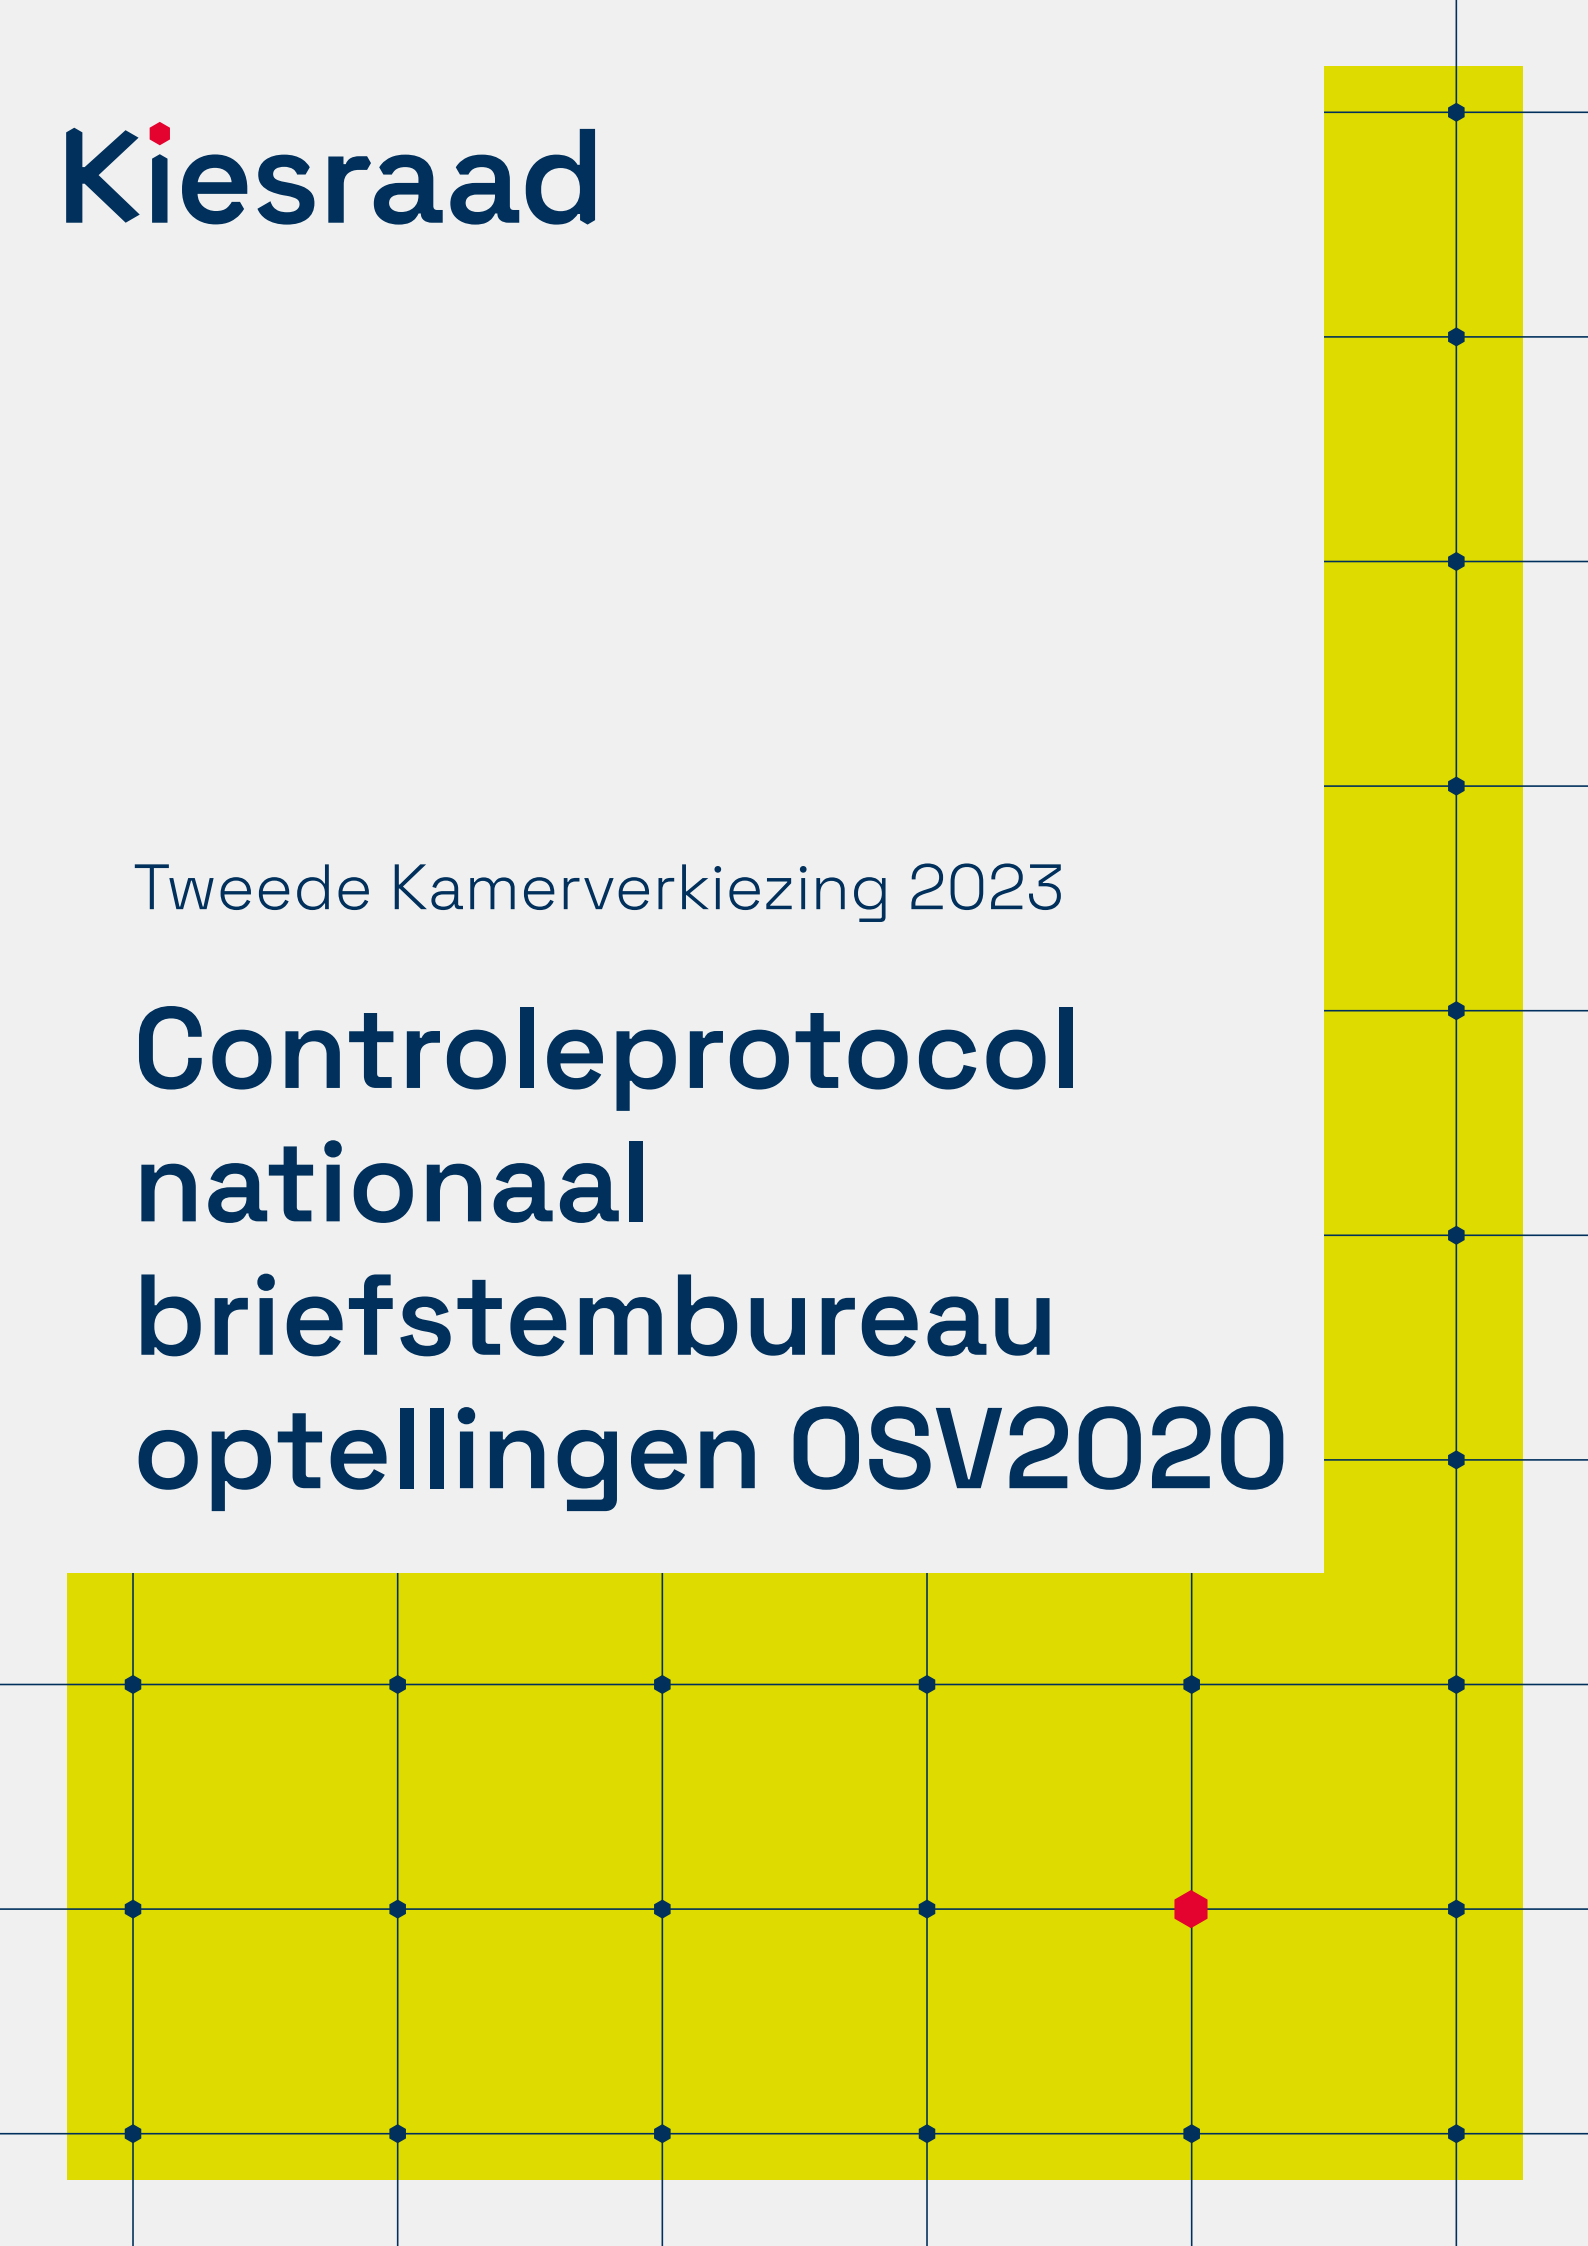 Kiesraad
Tweede Kamerverkiezing 2023
Controleprotocol
nationaal
briefstembureau
optellingen OSV2020